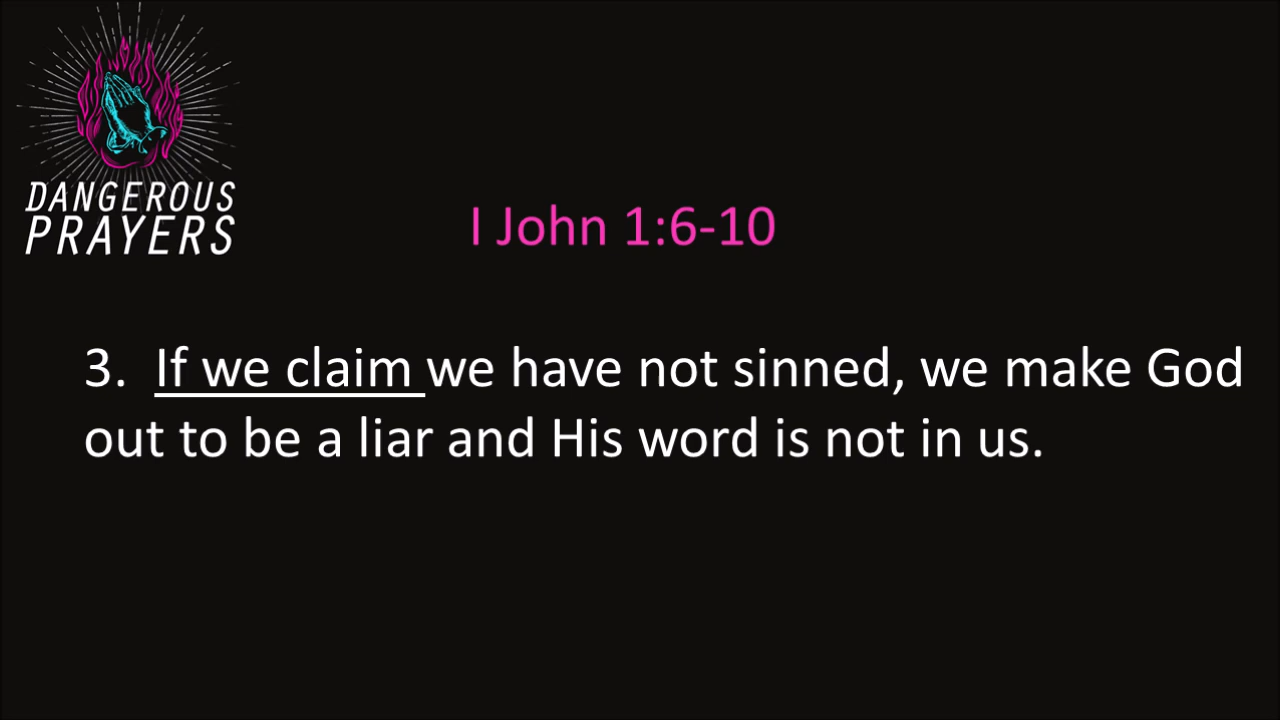 DANGEROUS
PRAYERS
I John 1:6-10
3. If we claim we have not sinned, we make God
out to be a liar and His word is not in us.